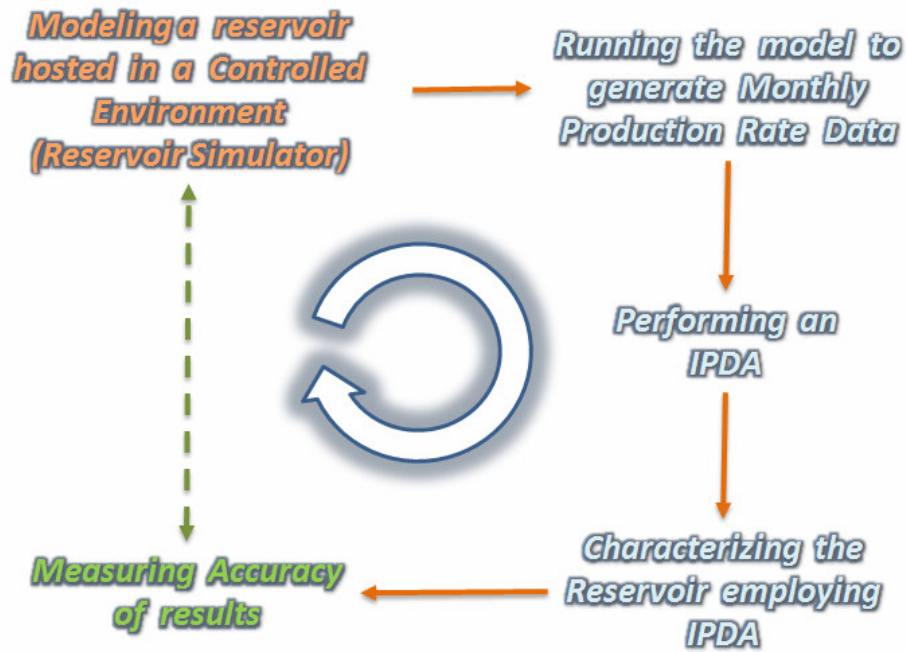 Modeling a reservoir
hosted in a Controlled
Environment
(Reservoir Simulator)
Running the model to
generate Monthly
Production Rate Data
Performing an
IPDA
Characterizing the
Reservoir employing
IPDA
Measuring Accuracy
of results